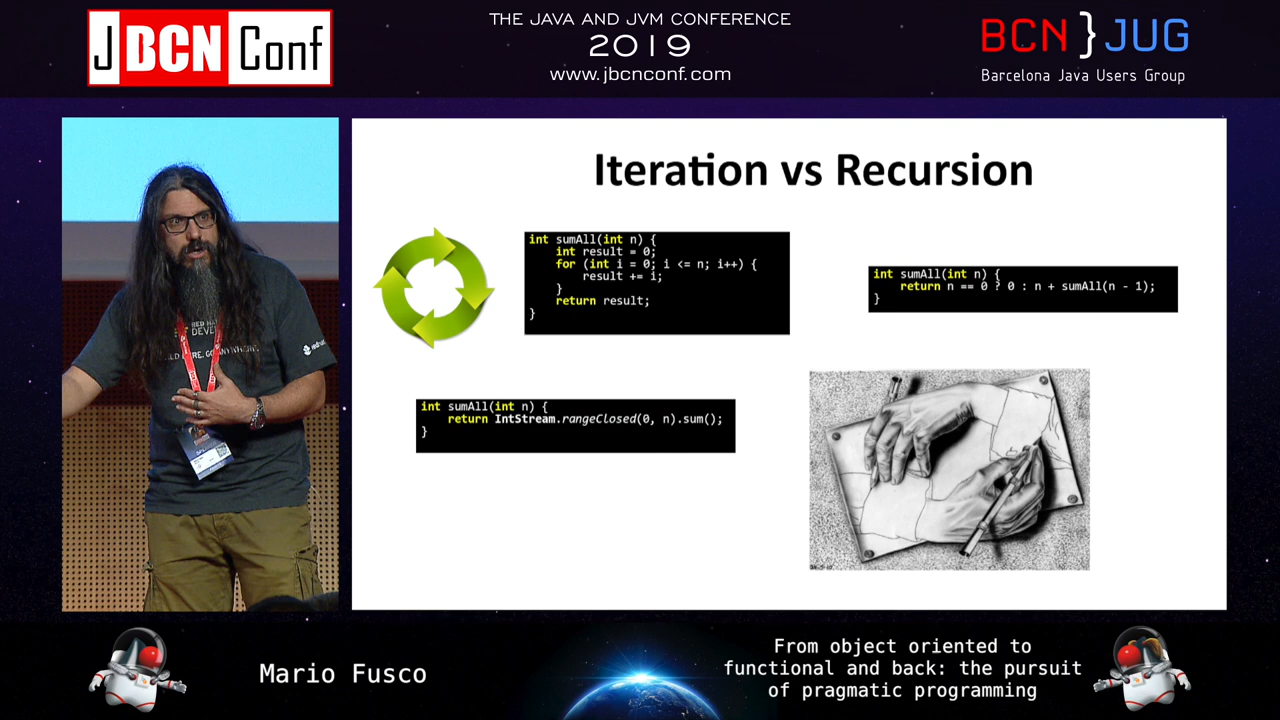 J BCN Conf
THE JAVA AND JVM CONFERENCE
2019
www.jbcnconf.com
BCN } JUG
Barcelona Java Users Group
Iteration vs Recursion
int sumAll(int n) {
    int result = 0;
    for (int i = 0; i <= n; i++) {
        result += i;
    }
    return result;
}
int sumAll(int n) {
    return n == 0 ? 0 : n + sumAll(n - 1);
}
int sumAll(int n) {
    return IntStream.rangeClosed(0, n).sum();
}
Mario Fusco
From object oriented to
functional and back: the pursuit
of pragmatic programming